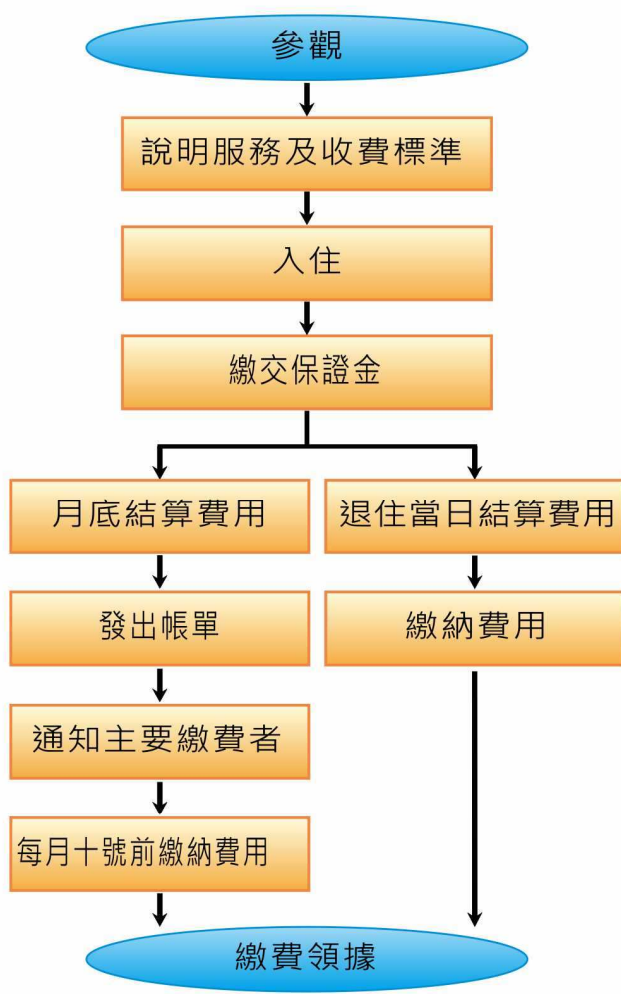 參觀
說明服務及收費標準
入住
繳交保證金
月底結算費用
退住當日結算費用
發出帳單
繳納費用
通知主要繳費者
每月十號前繳納費用
繳費領據